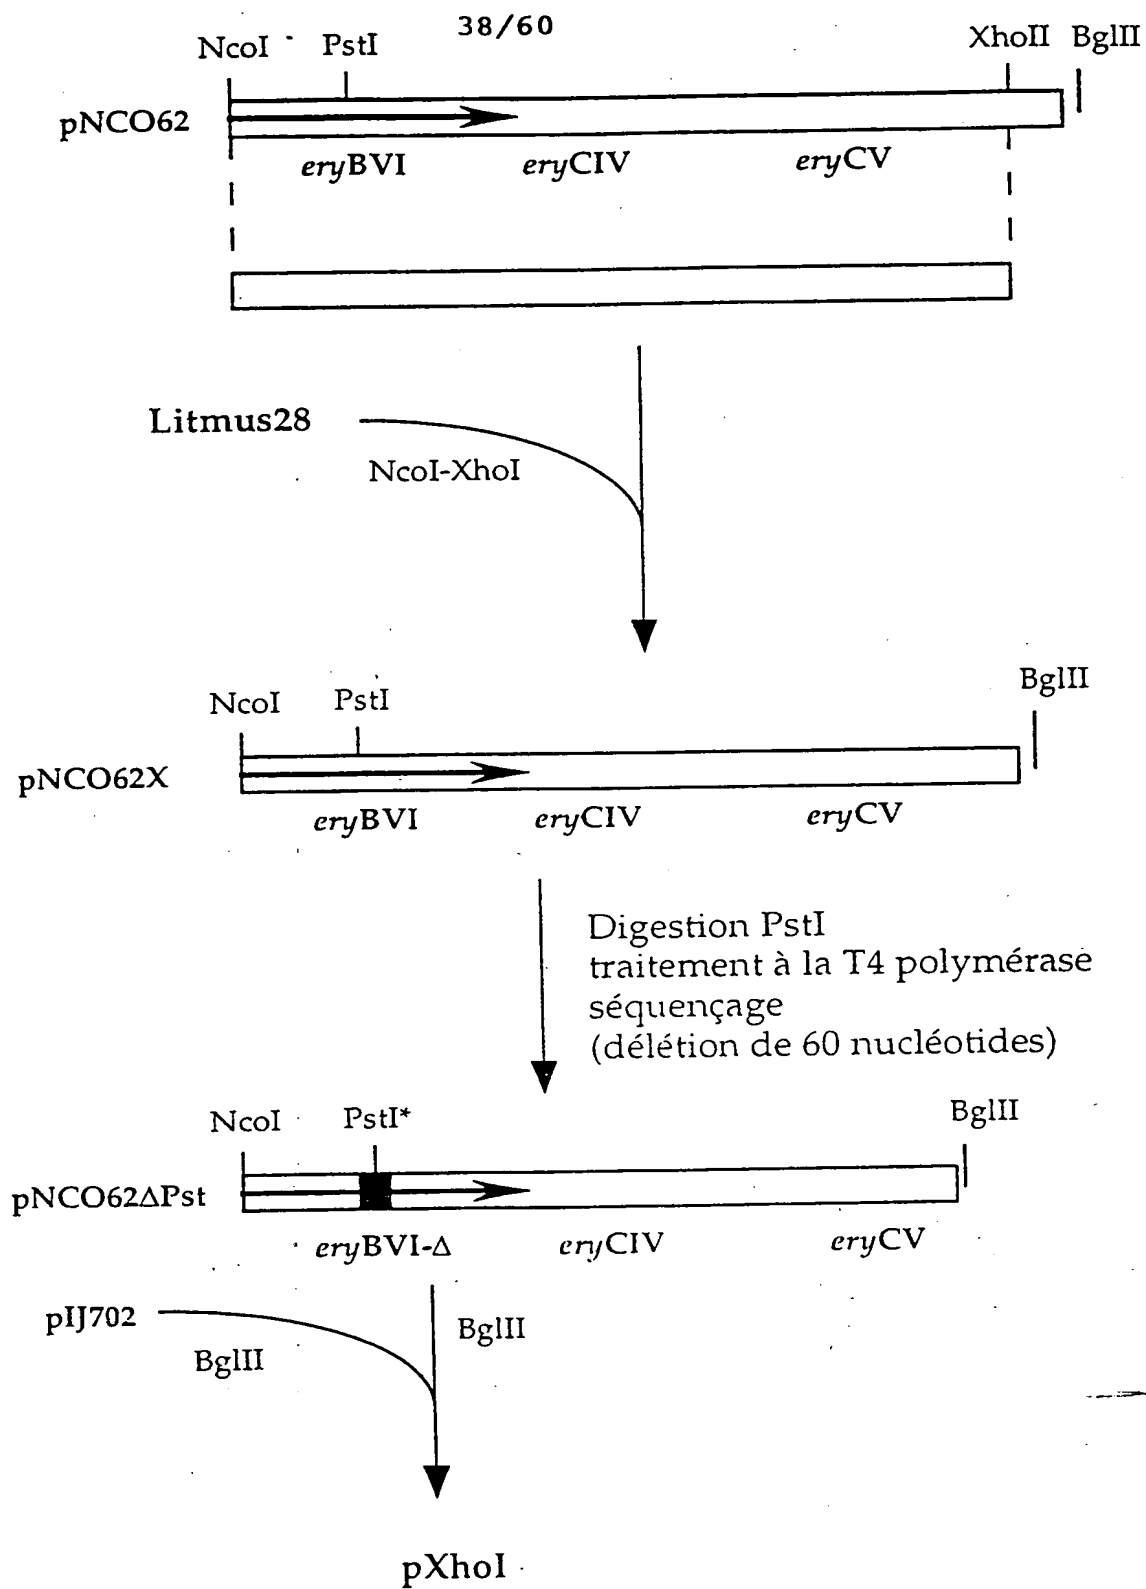 38/60
NcoI PstI XhoII BglII
pNCO62
eryBVI eryCIV eryCV
Litmus28
NcoI-XhoI
BglII
NcoI PstI
pNCO62X
eryBVI eryCIV eryCV
Digestion PstI
traitement à la T4 polymérase
séquençage
(délétion de 60 nucléotides)
NcoI PstI* BglII
pNCO62ΔPst
eryBVI-Δ eryCIV eryCV
pIJ702
BglII
BglII
pXhoI